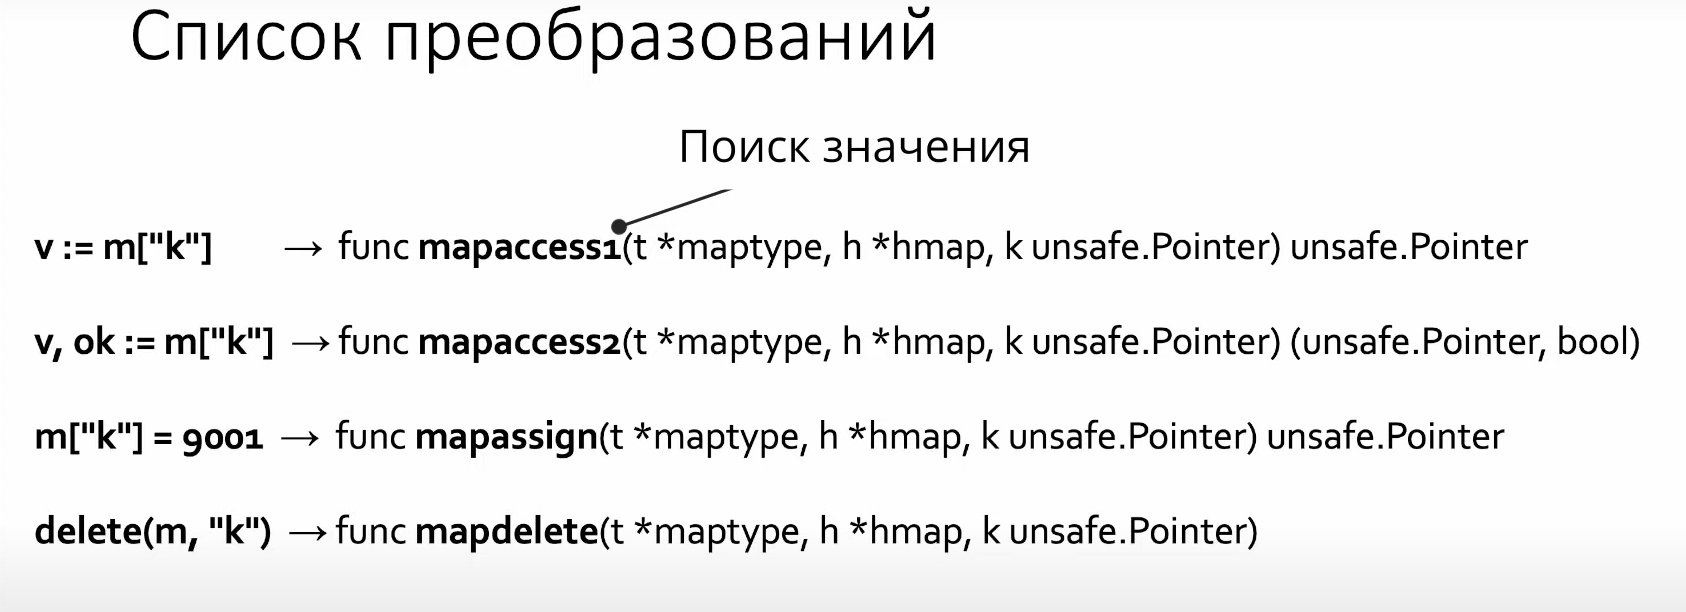 Список преобразований
Поиск значения
v := m["k"] → func mapaccess1(t *maptype, h *hmap, k unsafe.Pointer) unsafe.Pointer
v, ok := m["k"] → func mapaccess2(t *maptype, h *hmap, k unsafe.Pointer) (unsafe.Pointer, bool)
m["k"] = 9001 → func mapassign(t *maptype, h *hmap, k unsafe.Pointer) unsafe.Pointer
delete(m, "k") → func mapdelete(t *maptype, h *hmap, k unsafe.Pointer)